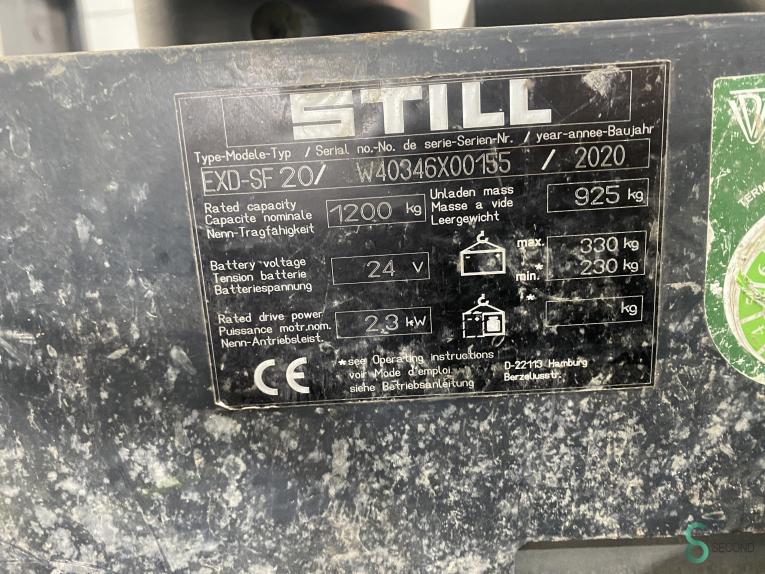 STILL
Type-Modele-Typ / Serial no.-No. de serie-Serien-Nr. / year-annee-Baujahr
EXD-SF 20/ W40346X00155 / 2020
Rated capacity
Capacite nominale
Nenn-Tragfähigkeit
1200 kg
Unladen mass
Masse a vide
Leergewicht
925 kg
Battery voltage
Tension batterie
Batteriespannung
24 V
max. 330 kg
min.* 230 kg
Rated drive power
Puissance motr.nom.
Nenn-Antriebsleist.
2.3 kW
* kg
CE
*see Operating instructions
voir Mode d'emploi
siehe Betriebsanleitung
D-22113 Hamburg
Berzeliusstr.
SECOND